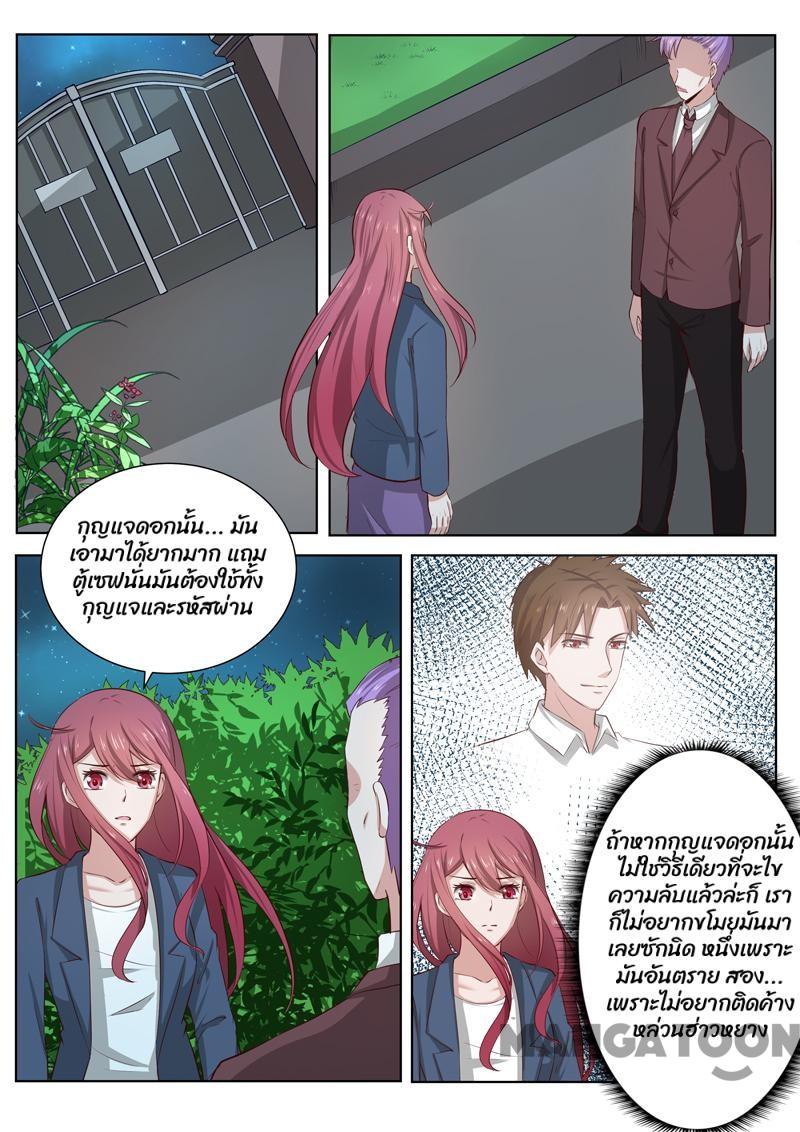 กุญแจดอกนั้น... มัน
เอามาได้ยากมาก แถม
ตู้เซฟนั่นมันต้องใช้ทั้ง
กุญแจและรหัสผ่าน
ถ้าหากกุญแจดอกนั้น
ไม่ใช่วิธีเดียวที่จะไข
ความลับแล้วล่ะก็ เรา
ก็ไม่อยากขโมยมันมา
เลยซักนิด หนึ่งเพราะ
มันอันตราย สอง...
เพราะไม่อยากติดค้าง
หล่วนฮ่าวหยาง
MANGATOON